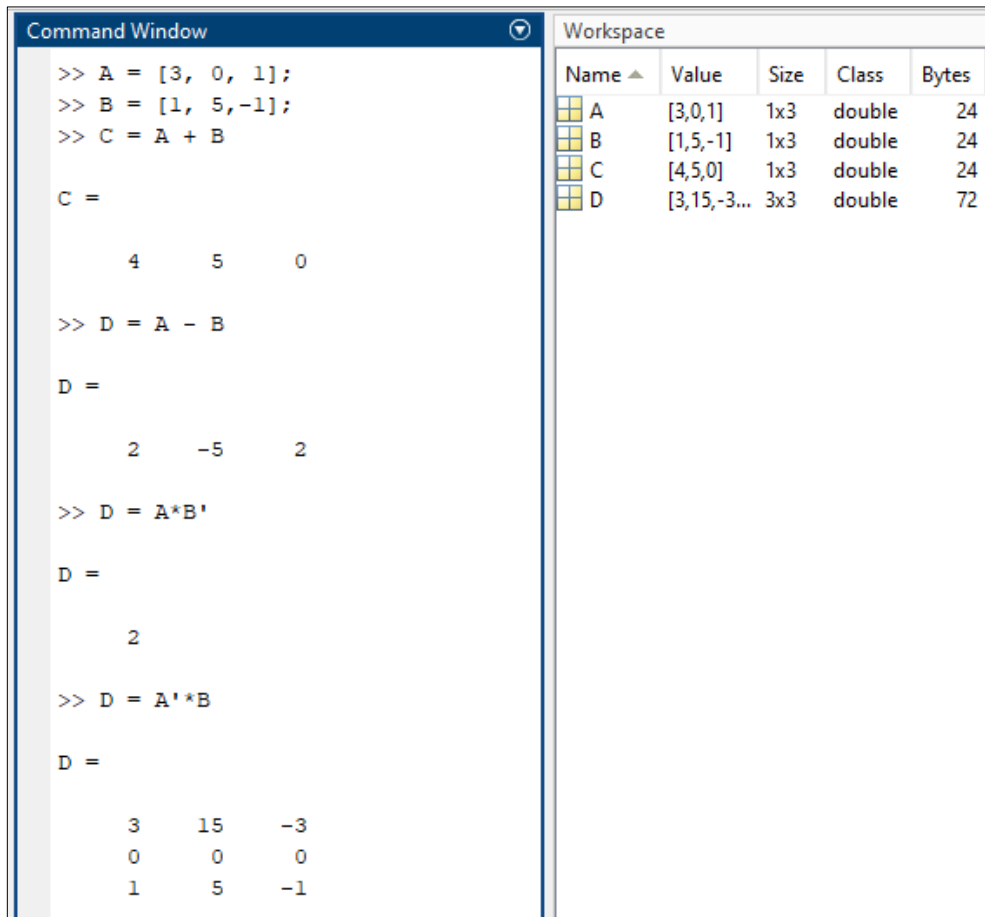 Command Window
>> A = [3, 0, 1];
>> B = [1, 5,-1];
>> C = A + B
C =
4 5 0
>> D = A - B
D =
2 -5 2
>> D = A*B'
D =
2
>> D = A'*B
D =
3 15 -3
0 0 0
1 5 -1
Workspace
Name Value Size Class Bytes
A [3,0,1] 1x3 double 24
B [1,5,-1] 1x3 double 24
C [4,5,0] 1x3 double 24
D [3,15,-3... 3x3 double 72